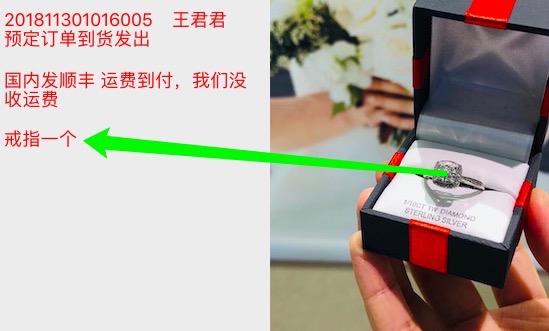 201811301016005 王君君
预定订单到货发出
国内发顺丰 运费到付，我们没
收运费
戒指一个
1/10CT TW DIAMOND
STERLING SILVER